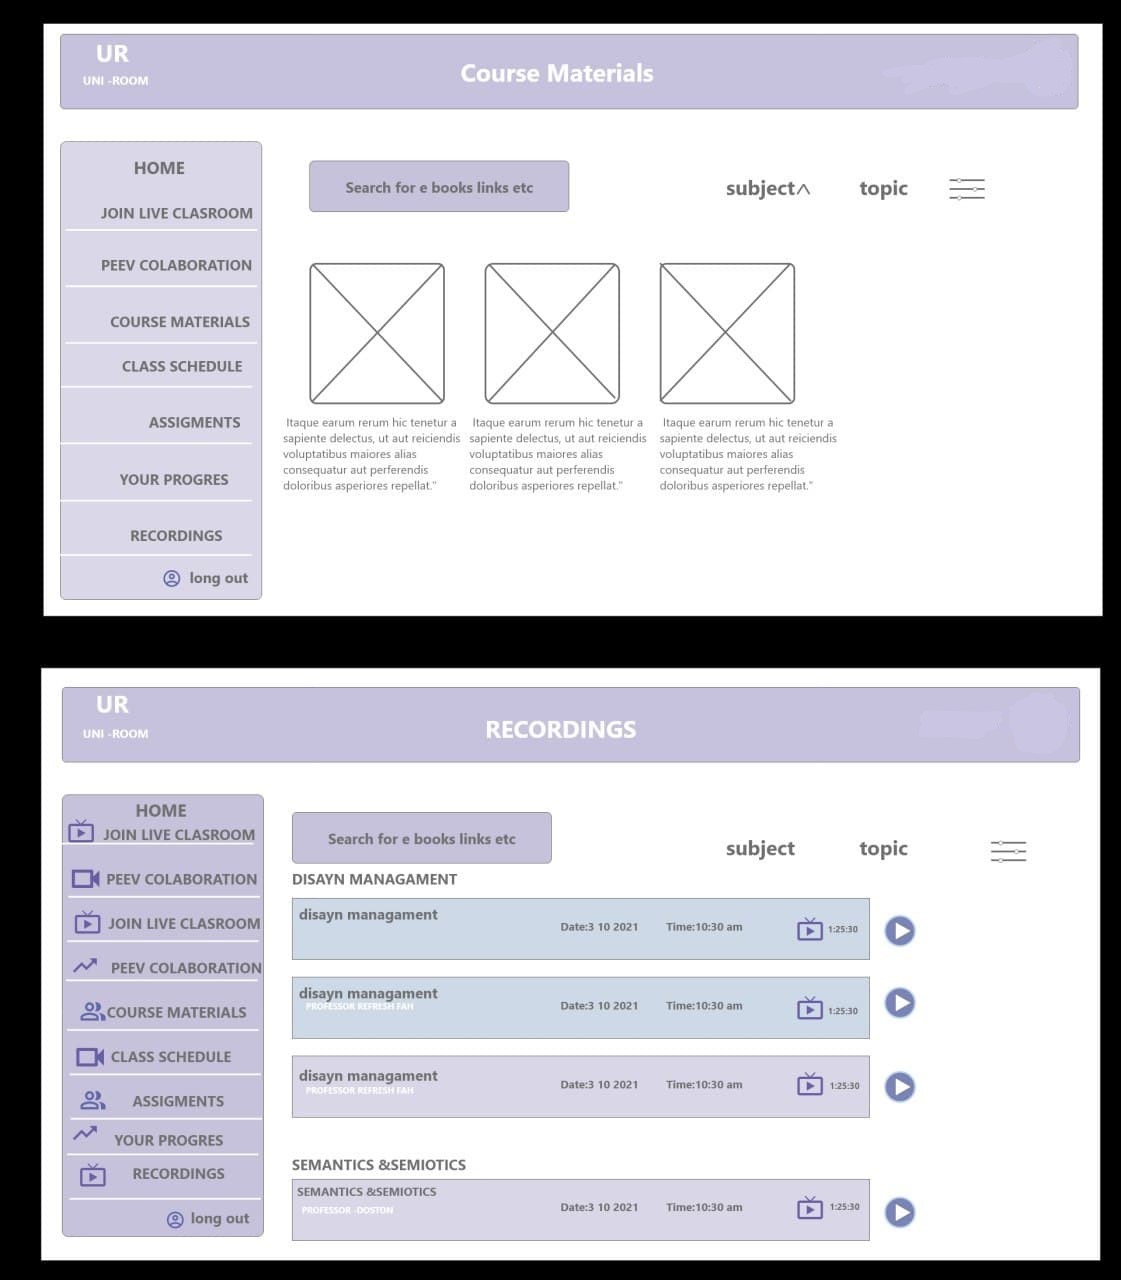 UR
UNI -ROOM
Course Materials
HOME
JOIN LIVE CLASROOM
PEEV COLABORATION
COURSE MATERIALS
CLASS SCHEDULE
ASSIGMENTS
YOUR PROGRES
RECORDINGS
long out
Search for e books links etc
subject^
topic
Itaque earum rerum hic tenetur a
sapiente delectus, ut aut reiciendis
voluptatibus maiores alias
consequatur aut perferendis
doloribus asperiores repellat."
Itaque earum rerum hic tenetur a
sapiente delectus, ut aut reiciendis
voluptatibus maiores alias
consequatur aut perferendis
doloribus asperiores repellat."
Itaque earum rerum hic tenetur a
sapiente delectus, ut aut reiciendis
voluptatibus maiores alias
consequatur aut perferendis
doloribus asperiores repellat."
UR
UNI -ROOM
RECORDINGS
HOME
JOIN LIVE CLASROOM
PEEV COLABORATION
JOIN LIVE CLASROOM
PEEV COLABORATION
COURSE MATERIALS
CLASS SCHEDULE
ASSIGMENTS
YOUR PROGRES
RECORDINGS
long out
Search for e books links etc
subject
topic
DISAYN MANAGAMENT
disayn managament
Date:3 10 2021
Time:10:30 am
1:25:30
disayn managament
PROFESSOR REFRESH FAH
Date:3 10 2021
Time:10:30 am
1:25:30
disayn managament
PROFESSOR REFRESH FAH
Date:3 10 2021
Time:10:30 am
1:25:30
SEMANTICS &SEMIOTICS
SEMANTICS &SEMIOTICS
PROFESSOR -DOSTON
Date:3 10 2021
Time:10:30 am
1:25:30